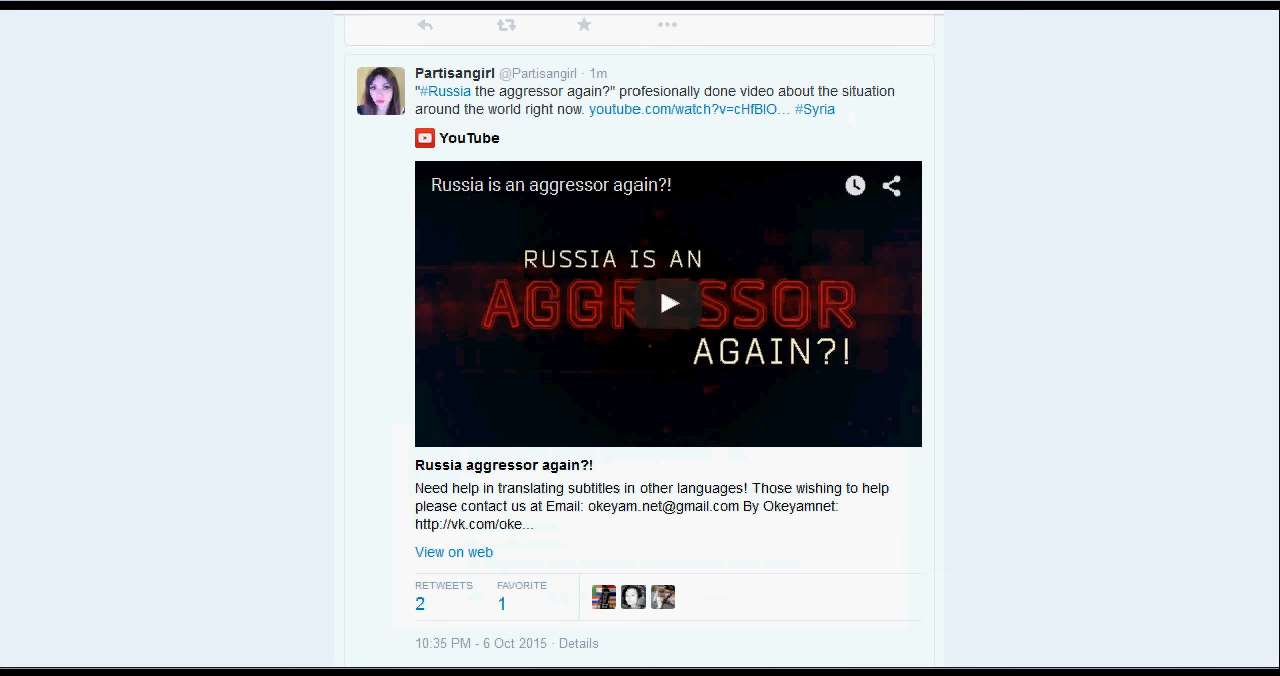 Partisangirl @Partisangirl · 1m
"#Russia the aggressor again?" profesionally done video about the situation
around the world right now. youtube.com/watch?v=cHfBlO… #Syria
YouTube
Russia is an aggressor again?!
RUSSIA IS AN
AGGRESSOR
AGAIN?!
Russia aggressor again?!
Need help in translating subtitles in other languages! Those wishing to help
please contact us at Email: okeyam.net@gmail.com By Okeyamnet:
http://vk.com/oke...
View on web
RETWEETS FAVORITE
2 1
10:35 PM - 6 Oct 2015 · Details